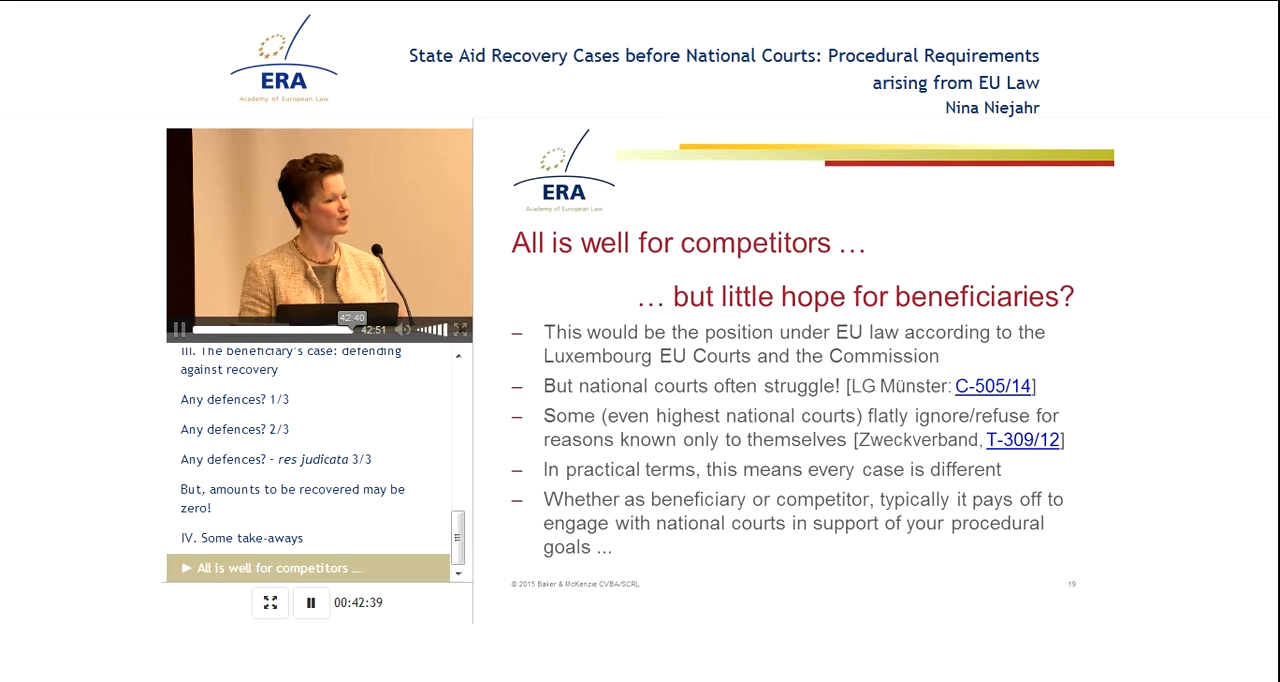 ERA
Academy of European Law
State Aid Recovery Cases before National Courts: Procedural Requirements
arising from EU Law
Nina Niejahr
42:40
42:51
III. The beneficiary's case: defending
against recovery
Any defences? 1/3
Any defences? 2/3
Any defences? – res judicata 3/3
But, amounts to be recovered may be
zero!
IV. Some take-aways
► All is well for competitors ...
00:42:39
ERA
Academy of European Law
All is well for competitors …
… but little hope for beneficiaries?
– This would be the position under EU law according to the
Luxembourg EU Courts and the Commission
– But national courts often struggle! [LG Münster: C-505/14]
– Some (even highest national courts) flatly ignore/refuse for
reasons known only to themselves [Zweckverband, T-309/12]
– In practical terms, this means every case is different
– Whether as beneficiary or competitor, typically it pays off to
engage with national courts in support of your procedural
goals ...
© 2015 Baker & McKenzie CVBA/SCRL
19